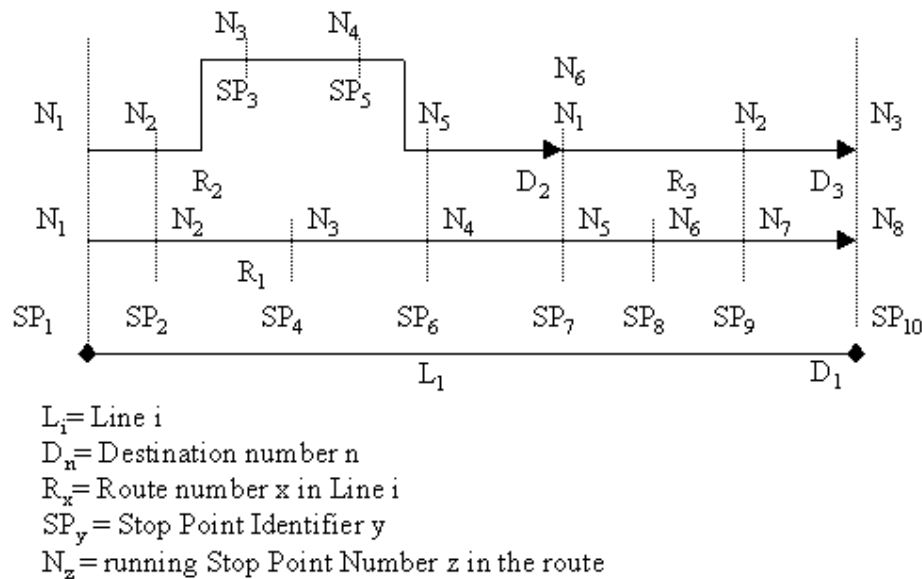 N₃ N₄
N₆
SP₃ SP₅
N₁ N₂ N₅ N₁ N₂ N₃
R₂ D₂ R₃ D₃
N₁ N₂ N₃ N₄ N₅ N₆ N₇ N₈
R₁
SP₁ SP₂ SP₄ SP₆ SP₇ SP₈ SP₉ SP₁₀
L₁ D₁
Lᵢ= Line i
Dₙ= Destination number n
Rₓ= Route number x in Line i
SPᵧ = Stop Point Identifier y
N_z = running Stop Point Number z in the route